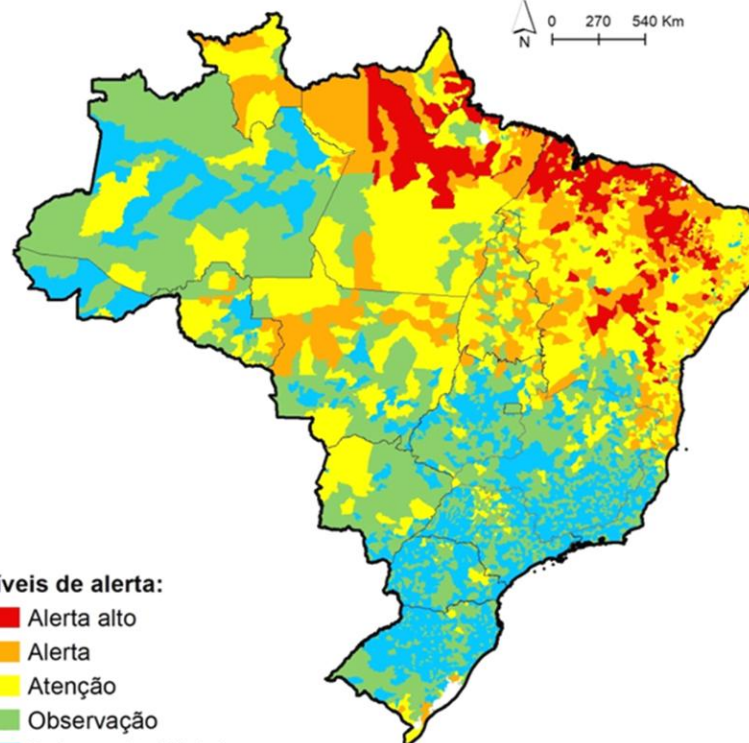 0 270 540 Km
N
íveis de alerta:
Alerta alto
Alerta
Atenção
Observação